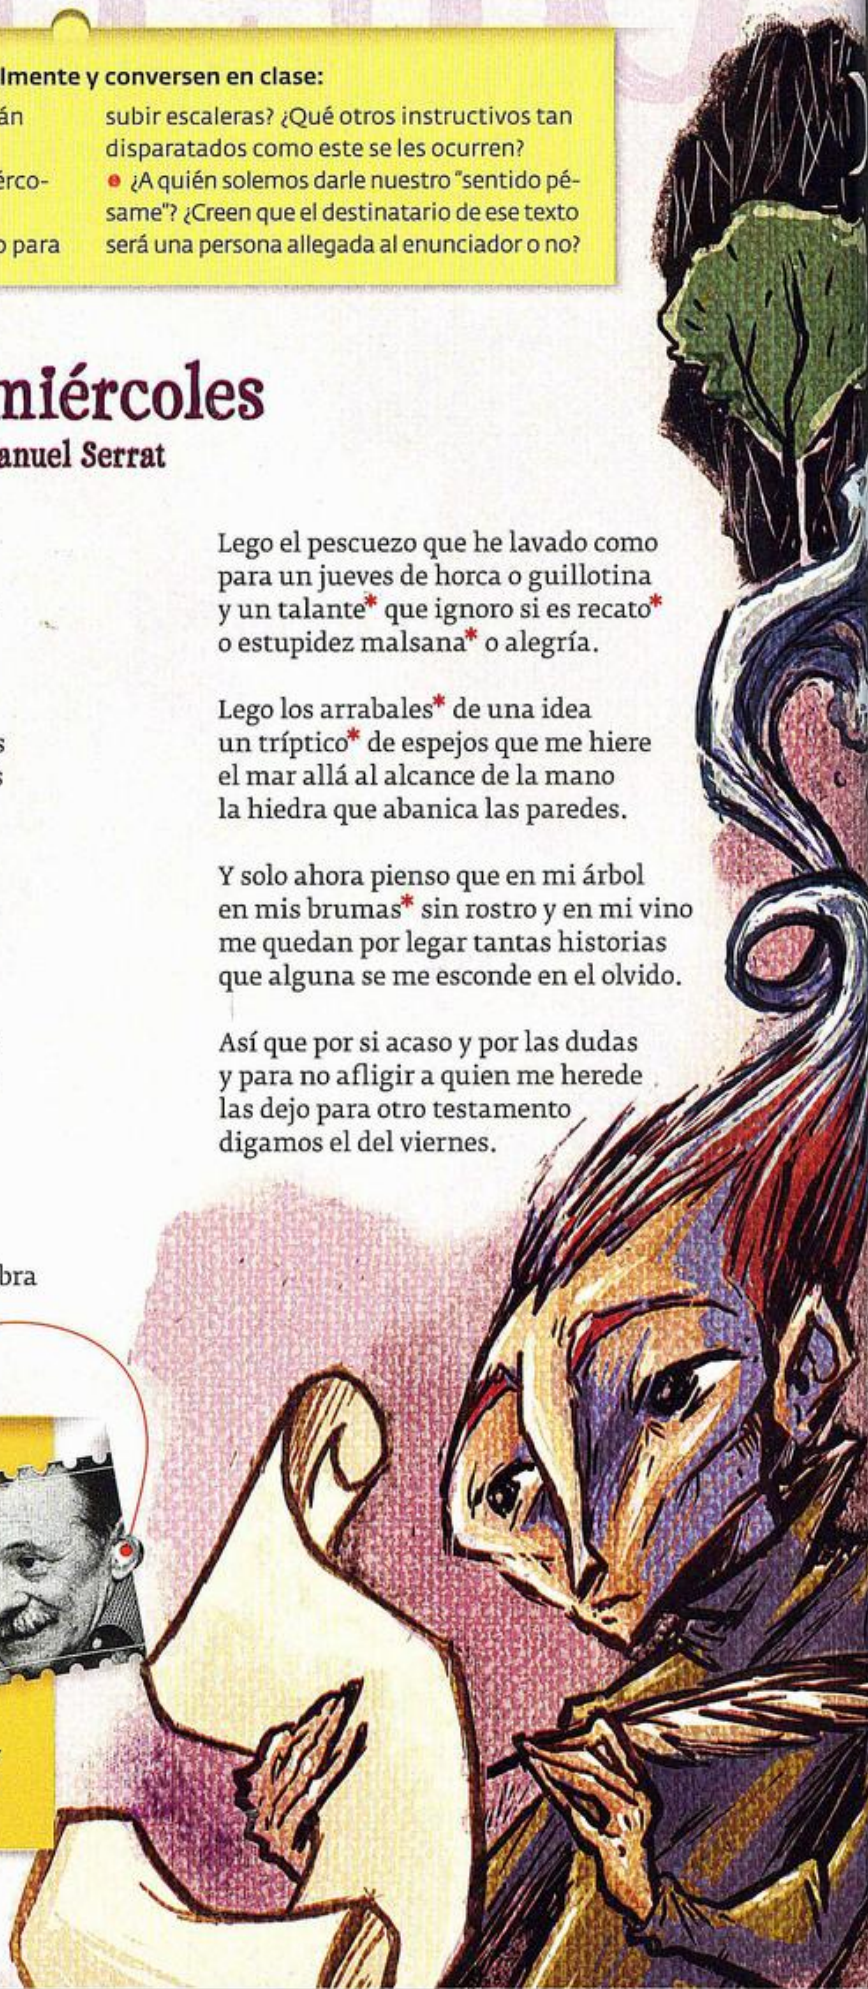 lmente y conversen en clase:
án
érco-
o para
subir escaleras? ¿Qué otros instructivos tan
disparatados como este se les ocurren?
¿A quién solemos darle nuestro "sentido pé-
same"? ¿Creen que el destinatario de ese texto
será una persona allegada al enunciador o no?
miércoles
anuel Serrat
s
s
bra
Lego el pescuezo que he lavado como
para un jueves de horca o guillotina
y un talante* que ignoro si es recato*
o estupidez malsana* o alegría.
Lego los arrabales* de una idea
un tríptico* de espejos que me hiere
el mar allá al alcance de la mano
la hiedra que abanica las paredes.
Y solo ahora pienso que en mi árbol
en mis brumas* sin rostro y en mi vino
me quedan por legar tantas historias
que alguna se me esconde en el olvido.
Así que por si acaso y por las dudas
y para no afligir a quien me herede
las dejo para otro testamento
digamos el del viernes.